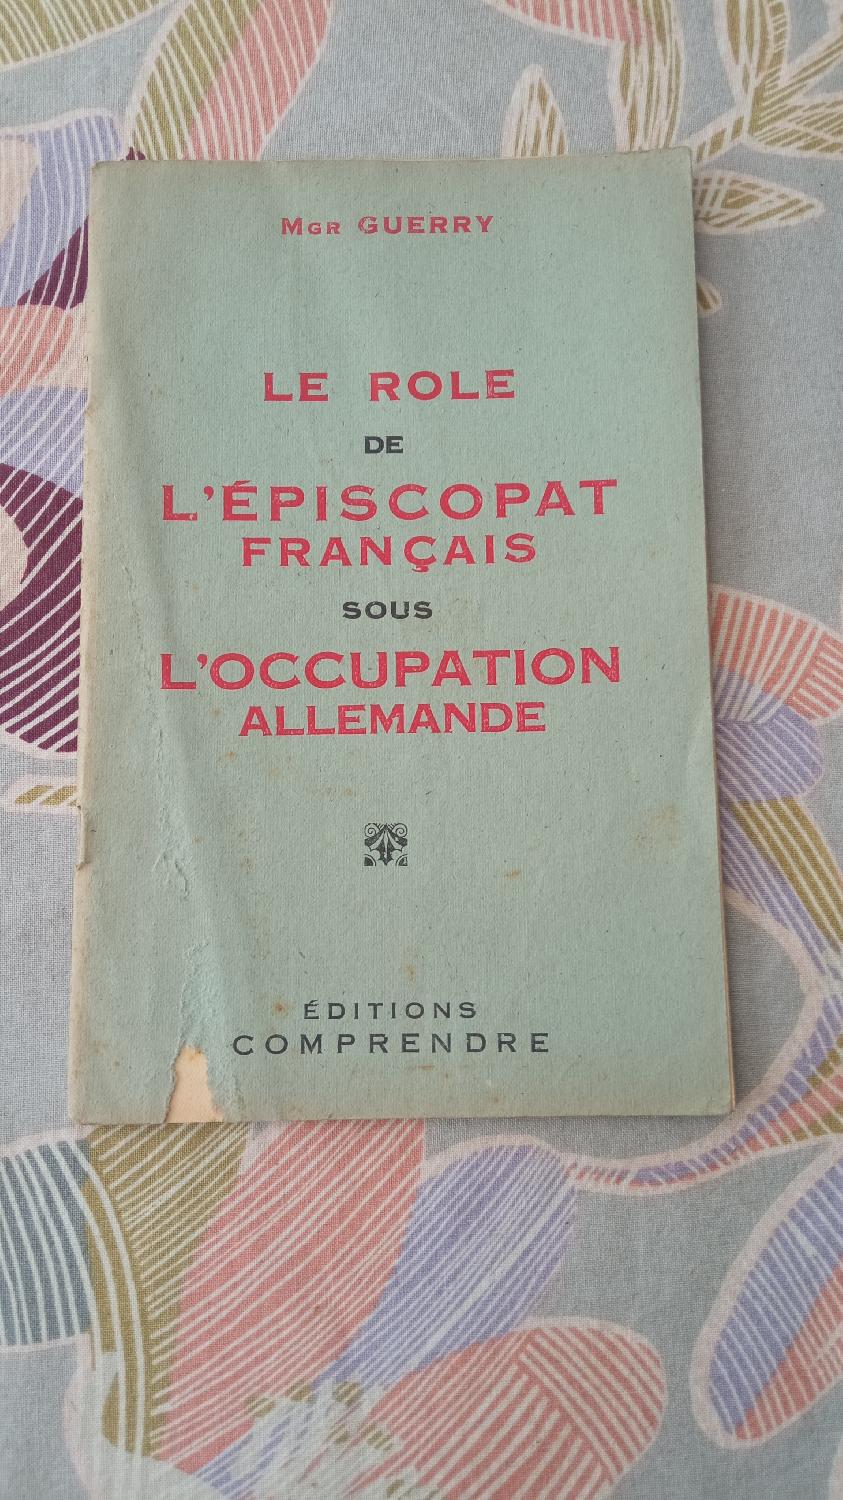 Mgr GUERRY
LE ROLE
DE
L'ÉPISCOPAT
FRANÇAIS
SOUS
L'OCCUPATION
ALLEMANDE
ÉDITIONS
COMPRENDRE